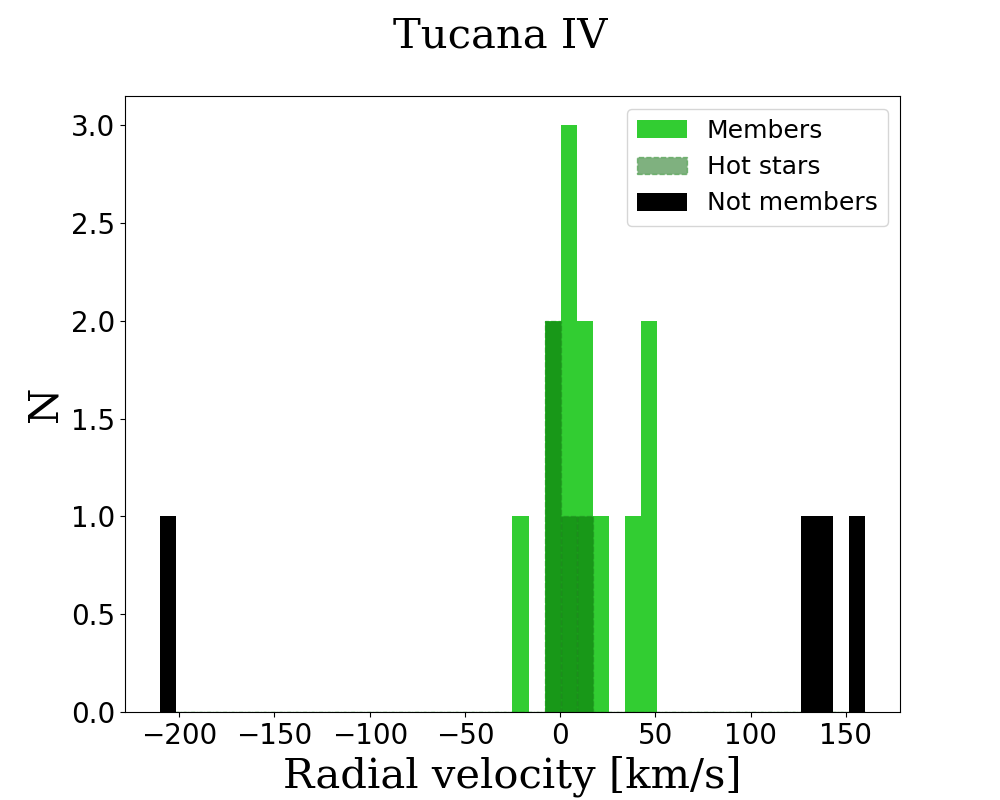 Tucana IV
Members
Hot stars
Not members
3.0
2.5
2.0
1.5
1.0
0.5
0.0
N
−200 −150 −100 −50 0 50 100 150
Radial velocity [km/s]